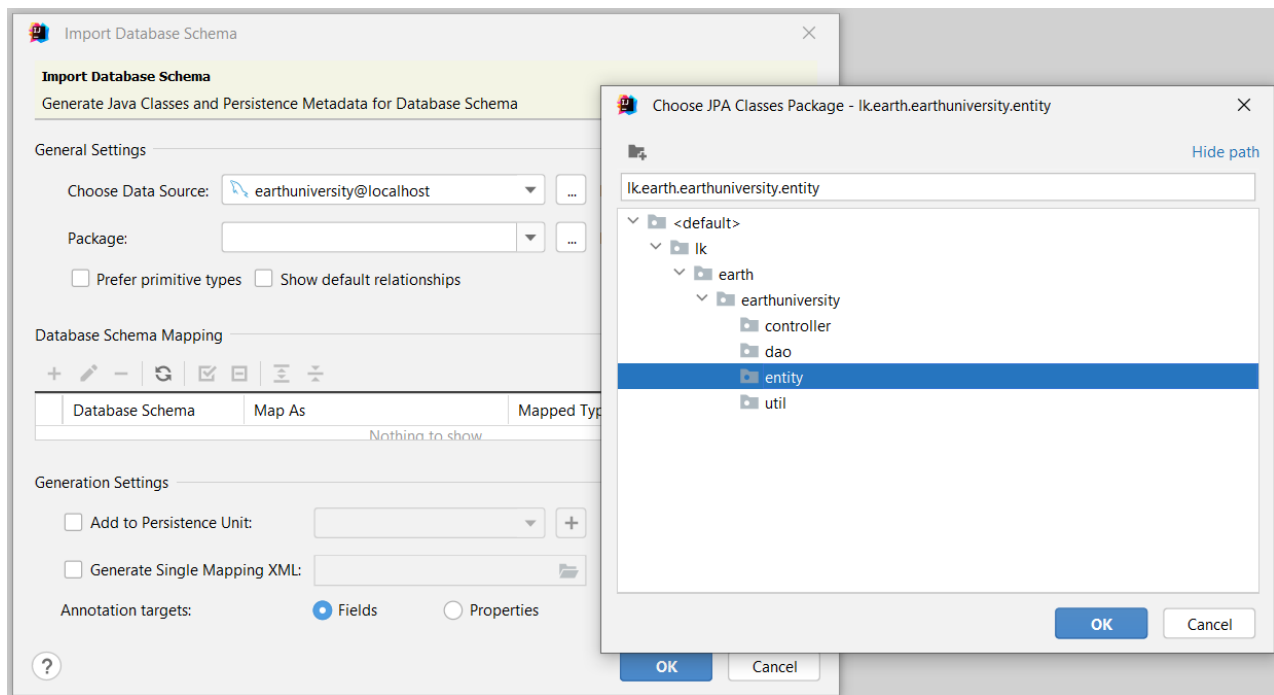 Import Database Schema
Import Database Schema
Generate Java Classes and Persistence Metadata for Database Schema
General Settings
Choose Data Source: earthuniversity@localhost ...
Package: ...
Prefer primitive types Show default relationships
Database Schema Mapping
Database Schema Map As Mapped Typ
Nothing to show
Generation Settings
Add to Persistence Unit:
Generate Single Mapping XML:
Annotation targets: Fields Properties
? OK Cancel
Choose JPA Classes Package - lk.earth.earthuniversity.entity
Hide path
lk.earth.earthuniversity.entity
<default>
lk
earth
earthuniversity
controller
dao
entity
util
OK Cancel